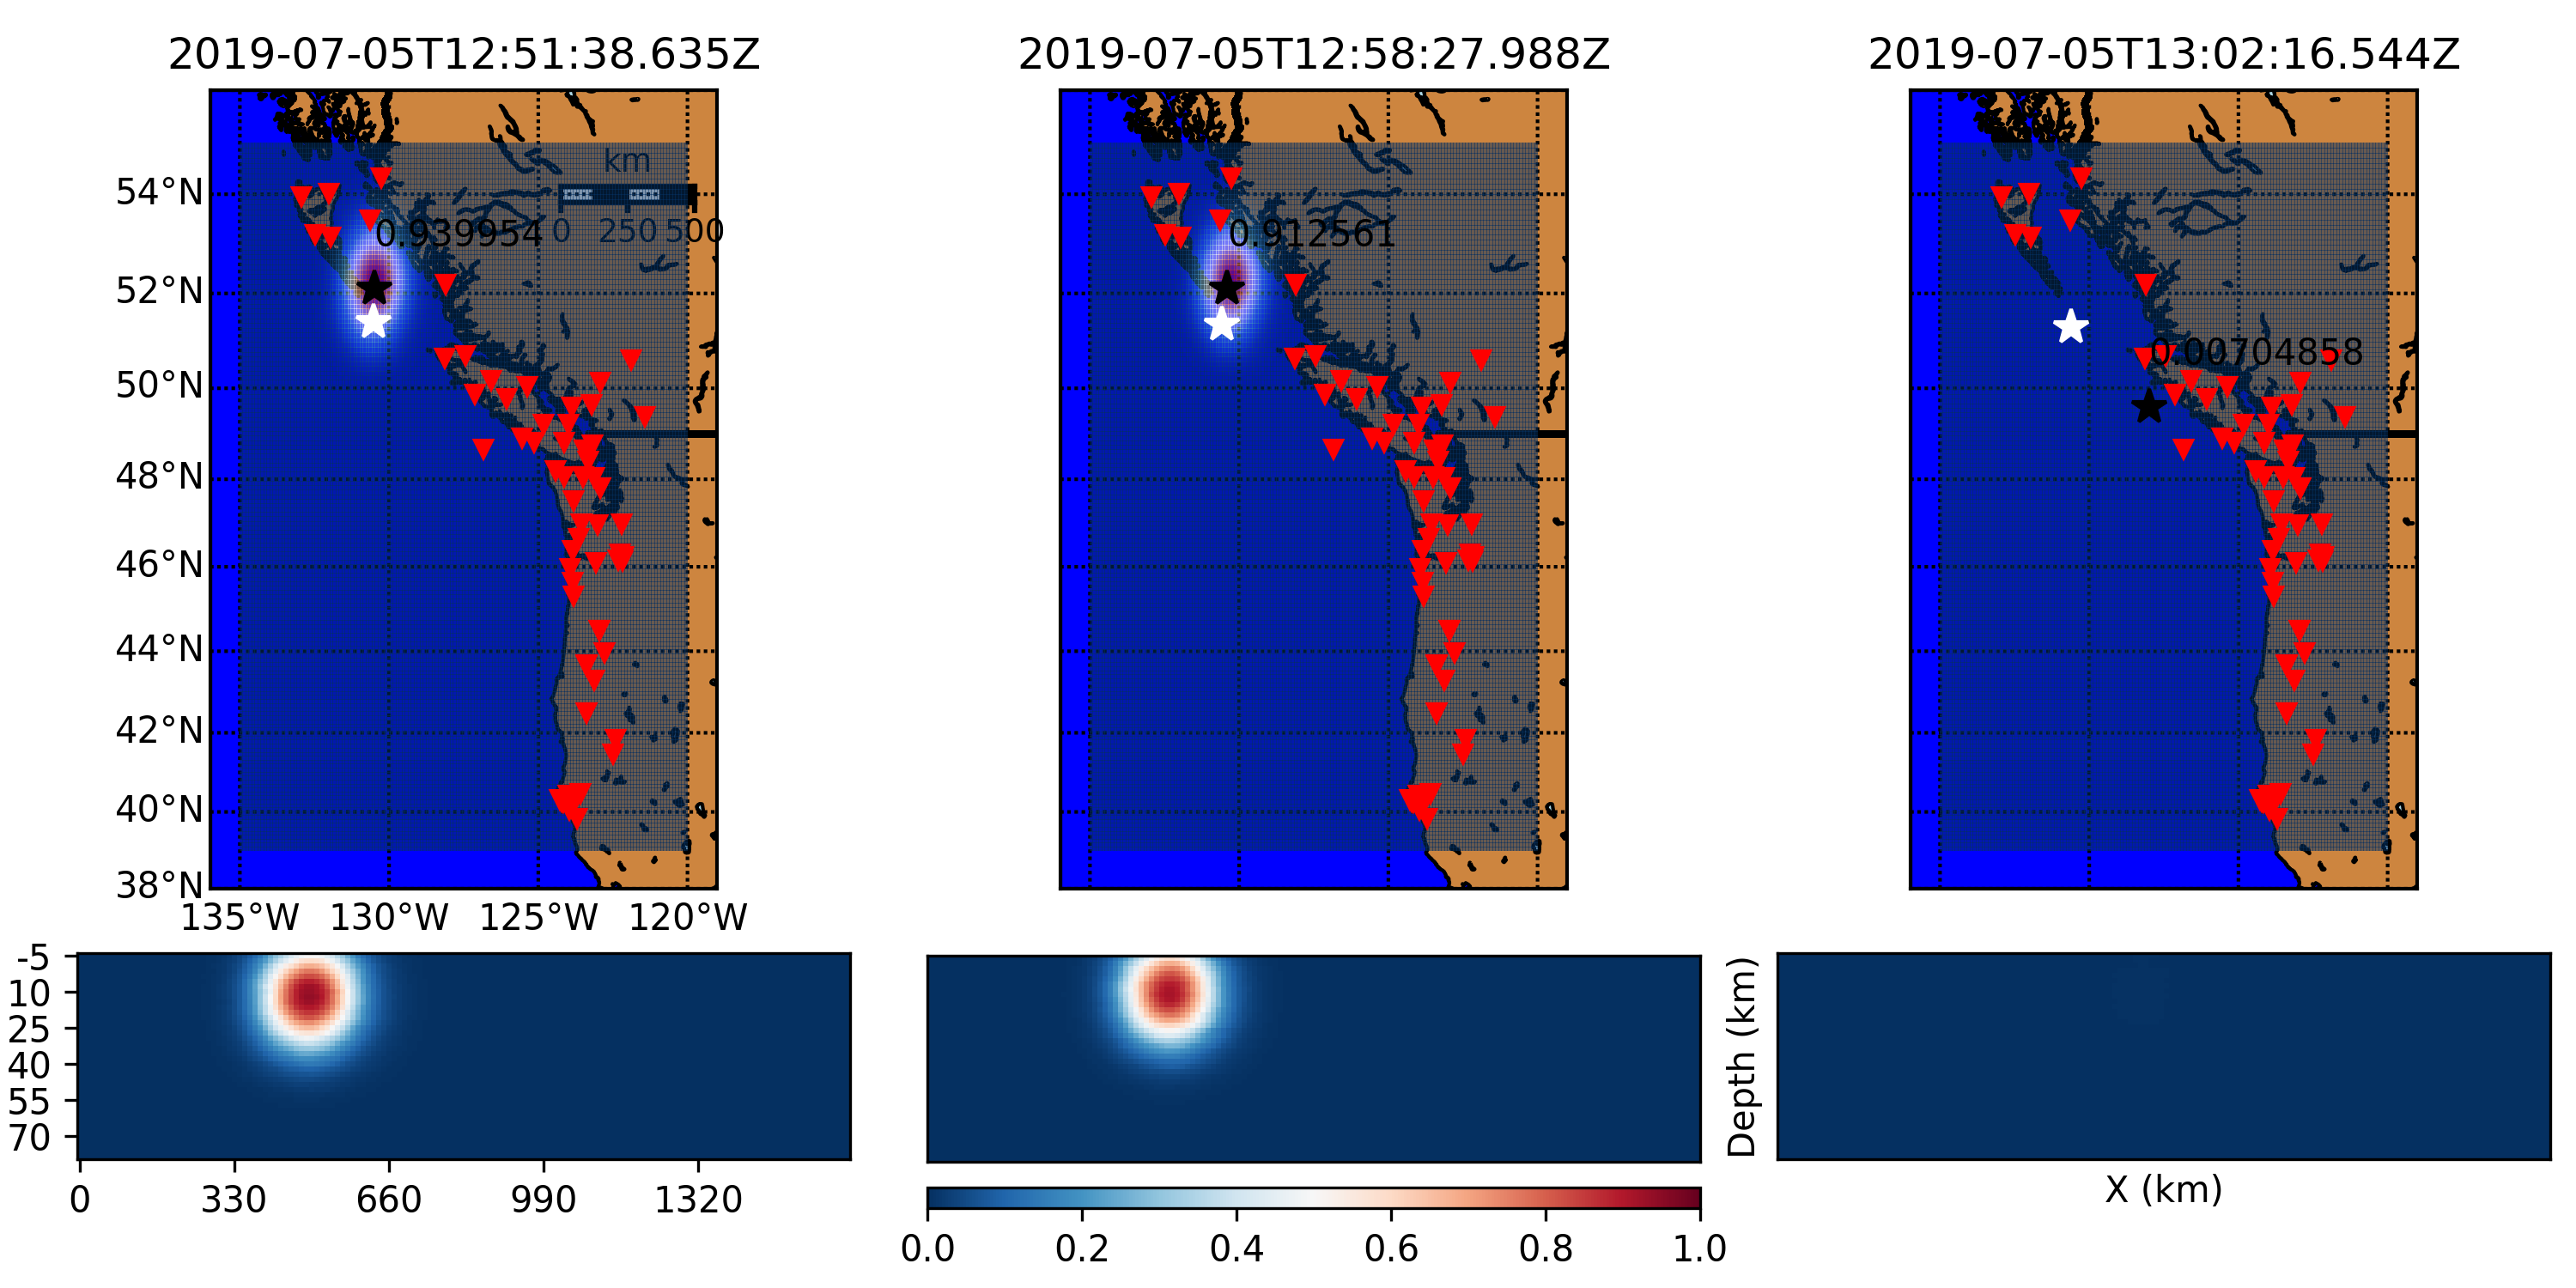 2019-07-05T12:51:38.635Z
2019-07-05T12:58:27.988Z
2019-07-05T13:02:16.544Z
km
0 250 500
0.939954
0.912561
0.00704858
54°N
52°N
50°N
48°N
46°N
44°N
42°N
40°N
38°N
135°W 130°W 125°W 120°W
-5
10
25
40
55
70
0 330 660 990 1320
0.0 0.2 0.4 0.6 0.8 1.0
Depth (km)
X (km)